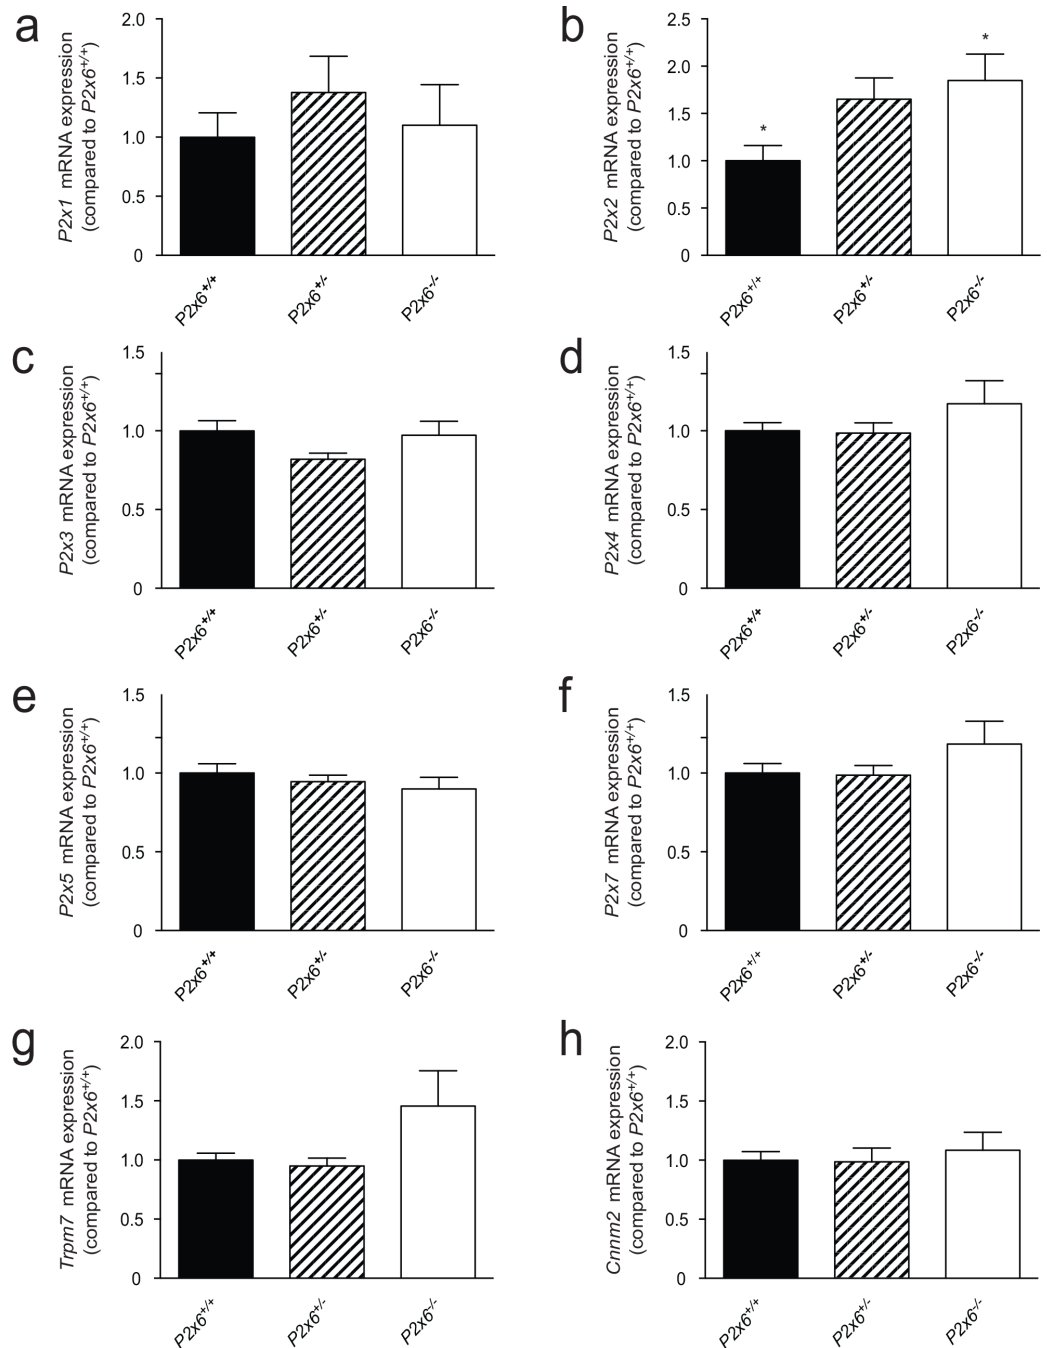 a
P2x1 mRNA expression
(compared to P2x6+/+)
2.0
1.5
1.0
0.5
0
P2x6+/+
P2x6+/-
P2x6-/-
b
P2x2 mRNA expression
(compared to P2x6+/+)
2.5
2.0
1.5
1.0
0.5
0
*
*
P2x6+/+
P2x6+/-
P2x6-/-
c
P2x3 mRNA expression
(compared to P2x6+/+)
1.5
1.0
0.5
0
P2x6+/+
P2x6+/-
P2x6-/-
d
P2x4 mRNA expression
(compared to P2x6+/+)
1.5
1.0
0.5
0
P2x6+/+
P2x6+/-
P2x6-/-
e
P2x5 mRNA expression
(compared to P2x6+/+)
1.5
1.0
0.5
0
P2x6+/+
P2x6+/-
P2x6-/-
f
P2x7 mRNA expression
(compared to P2x6+/+)
1.5
1.0
0.5
0
P2x6+/+
P2x6+/-
P2x6-/-
g
Trpm7 mRNA expression
(compared to P2x6+/+)
2.0
1.5
1.0
0.5
0
P2x6+/+
P2x6+/-
P2x6-/-
h
Cnnm2 mRNA expression
(compared to P2x6+/+)
2.0
1.5
1.0
0.5
0
P2x6+/+
P2x6+/-
P2x6-/-